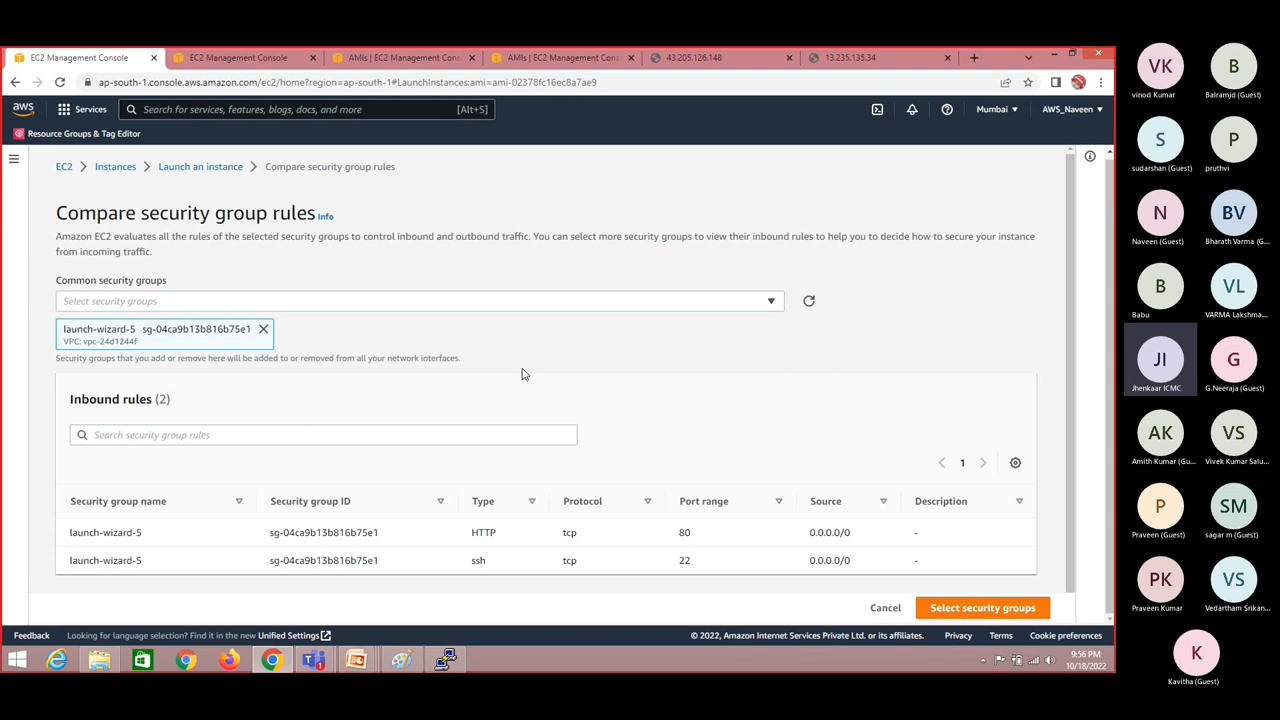 EC2 Management Console
EC2 Management Console
AMIs | EC2 Management Cons
AMIs | EC2 Management Cons
43.205.126.148
13.235.135.34
ap-south-1.console.aws.amazon.com/ec2/home?region=ap-south-1#LaunchInstances:ami=ami-02378fc16ec8a7ae9
aws
Services
Search for services, features, blogs, docs, and more
[Alt+S]
Mumbai
AWS_Naveen
Resource Groups & Tag Editor
EC2
Instances
Launch an instance
Compare security group rules
Compare security group rules Info
Amazon EC2 evaluates all the rules of the selected security groups to control inbound and outbound traffic. You can select more security groups to view their inbound rules to help you to decide how to secure your instance
from incoming traffic.
Common security groups
Select security groups
launch-wizard-5 sg-04ca9b13b816b75e1
VPC: vpc-24d1244f
Security groups that you add or remove here will be added to or removed from all your network interfaces.
Inbound rules (2)
Search security group rules
1
Security group name Security group ID Type Protocol Port range Source Description
launch-wizard-5 sg-04ca9b13b816b75e1 HTTP tcp 80 0.0.0.0/0 -
launch-wizard-5 sg-04ca9b13b816b75e1 ssh tcp 22 0.0.0.0/0 -
Cancel
Select security groups
Feedback
Looking for language selection? Find it in the new Unified Settings
© 2022, Amazon Internet Services Private Ltd. or its affiliates.
Privacy
Terms
Cookie preferences
9:56 PM
10/18/2022
VK
vinod Kumar
B
Balramjd (Guest)
S
sudarshan (Guest)
P
pruthvi
N
Naveen (Guest)
BV
Bharath Varma (G...
B
Babu
VL
VARMA Lakshma...
JI
Jhenkaar ICMC
G
G.Neeraja (Guest)
AK
Amith Kumar (Gu...
VS
Vivek Kumar Salu...
P
Praveen (Guest)
SM
sagar m (Guest)
PK
Praveen Kumar
VS
Vedartham Srikan...
K
Kavitha (Guest)